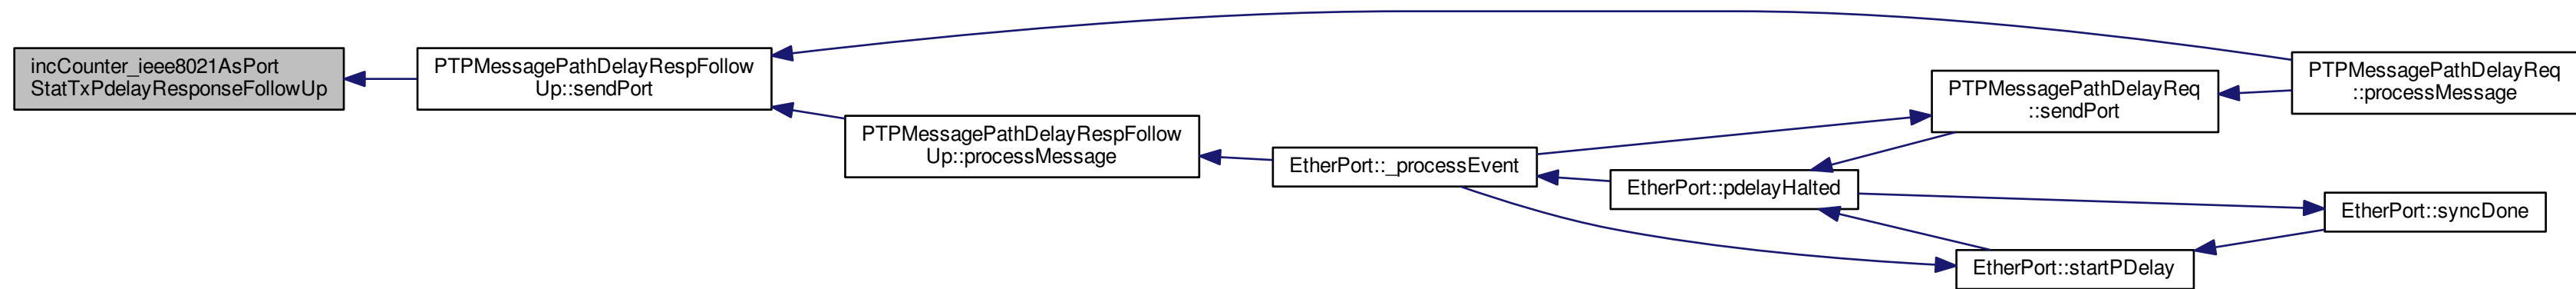 incCounter_ieee8021AsPort
StatTxPdelayResponseFollowUp
PTPMessagePathDelayRespFollow
Up::sendPort
PTPMessagePathDelayRespFollow
Up::processMessage
EtherPort::_processEvent
EtherPort::pdelayHalted
PTPMessagePathDelayReq
::sendPort
EtherPort::startPDelay
PTPMessagePathDelayReq
::processMessage
EtherPort::syncDone